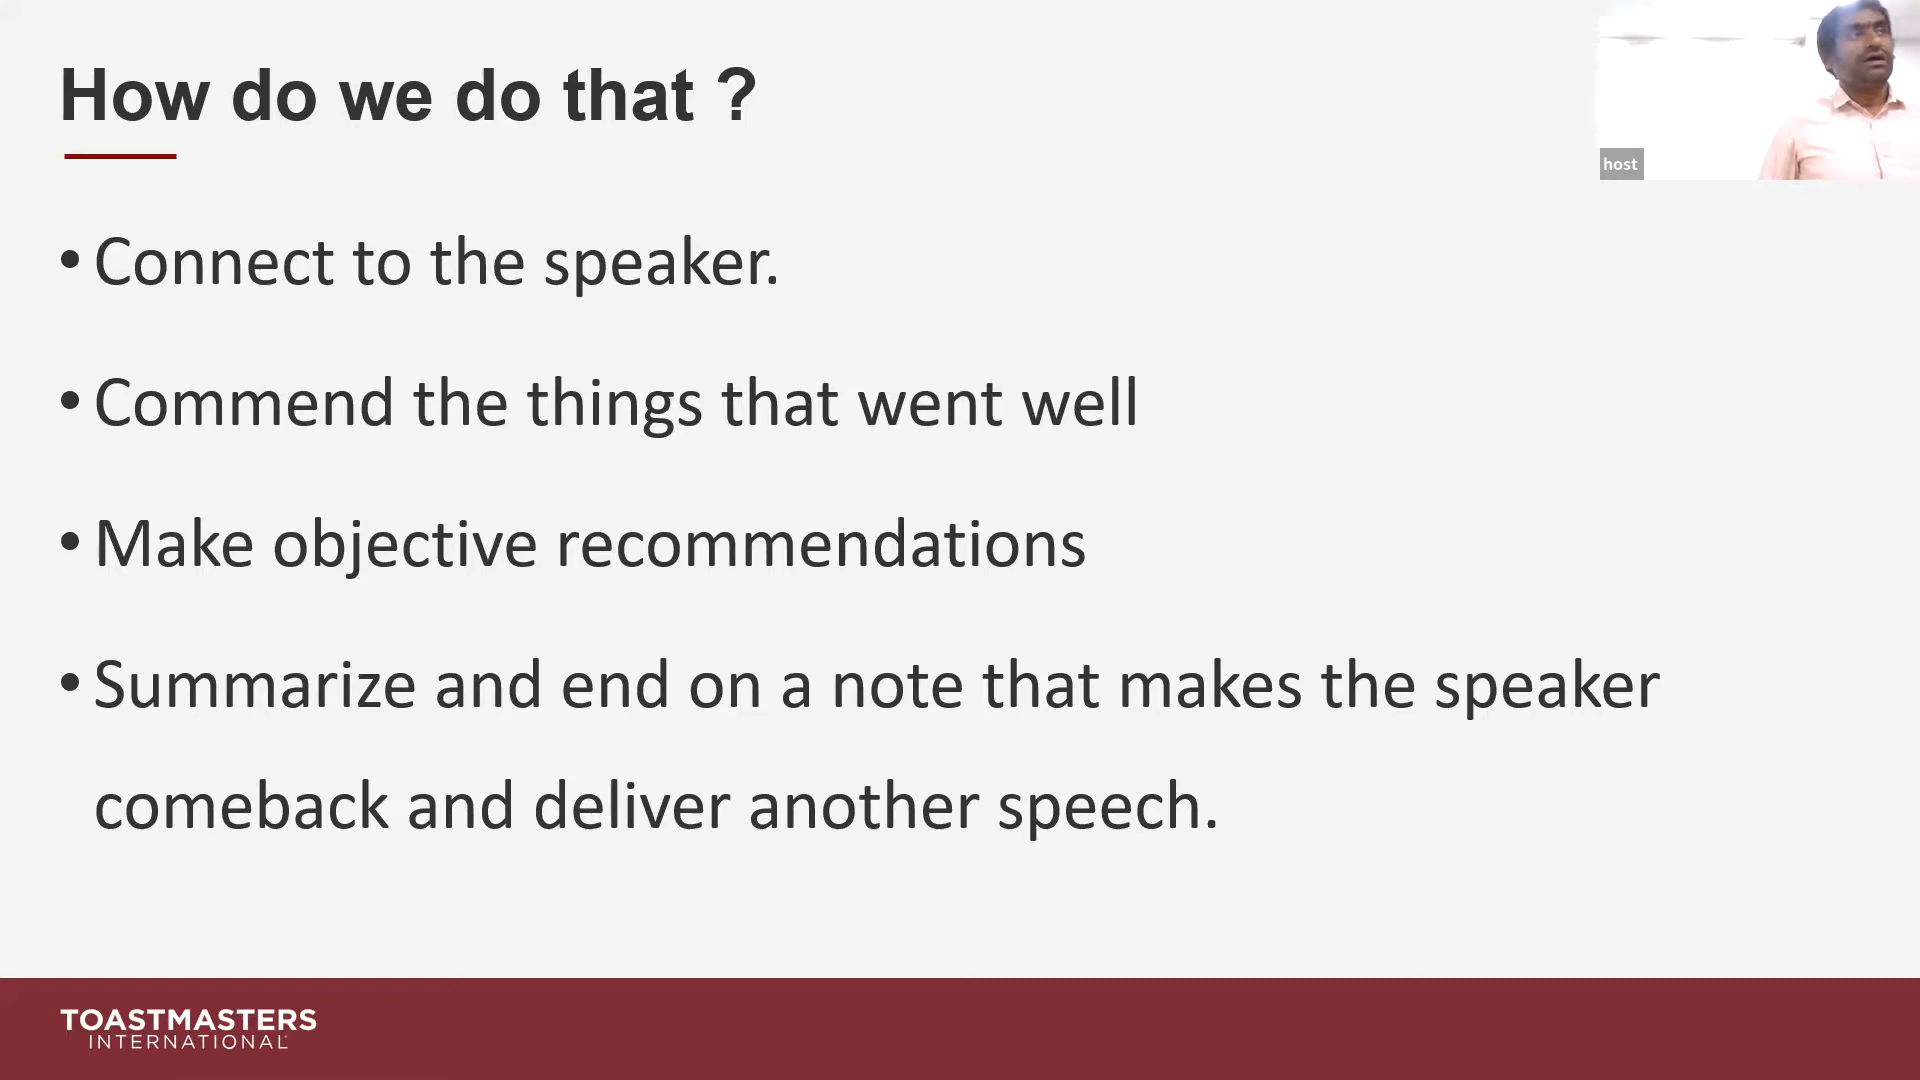 How do we do that ?
host
• Connect to the speaker.
• Commend the things that went well
• Make objective recommendations
• Summarize and end on a note that makes the speaker
comeback and deliver another speech.
TOASTMASTERS
INTERNATIONAL